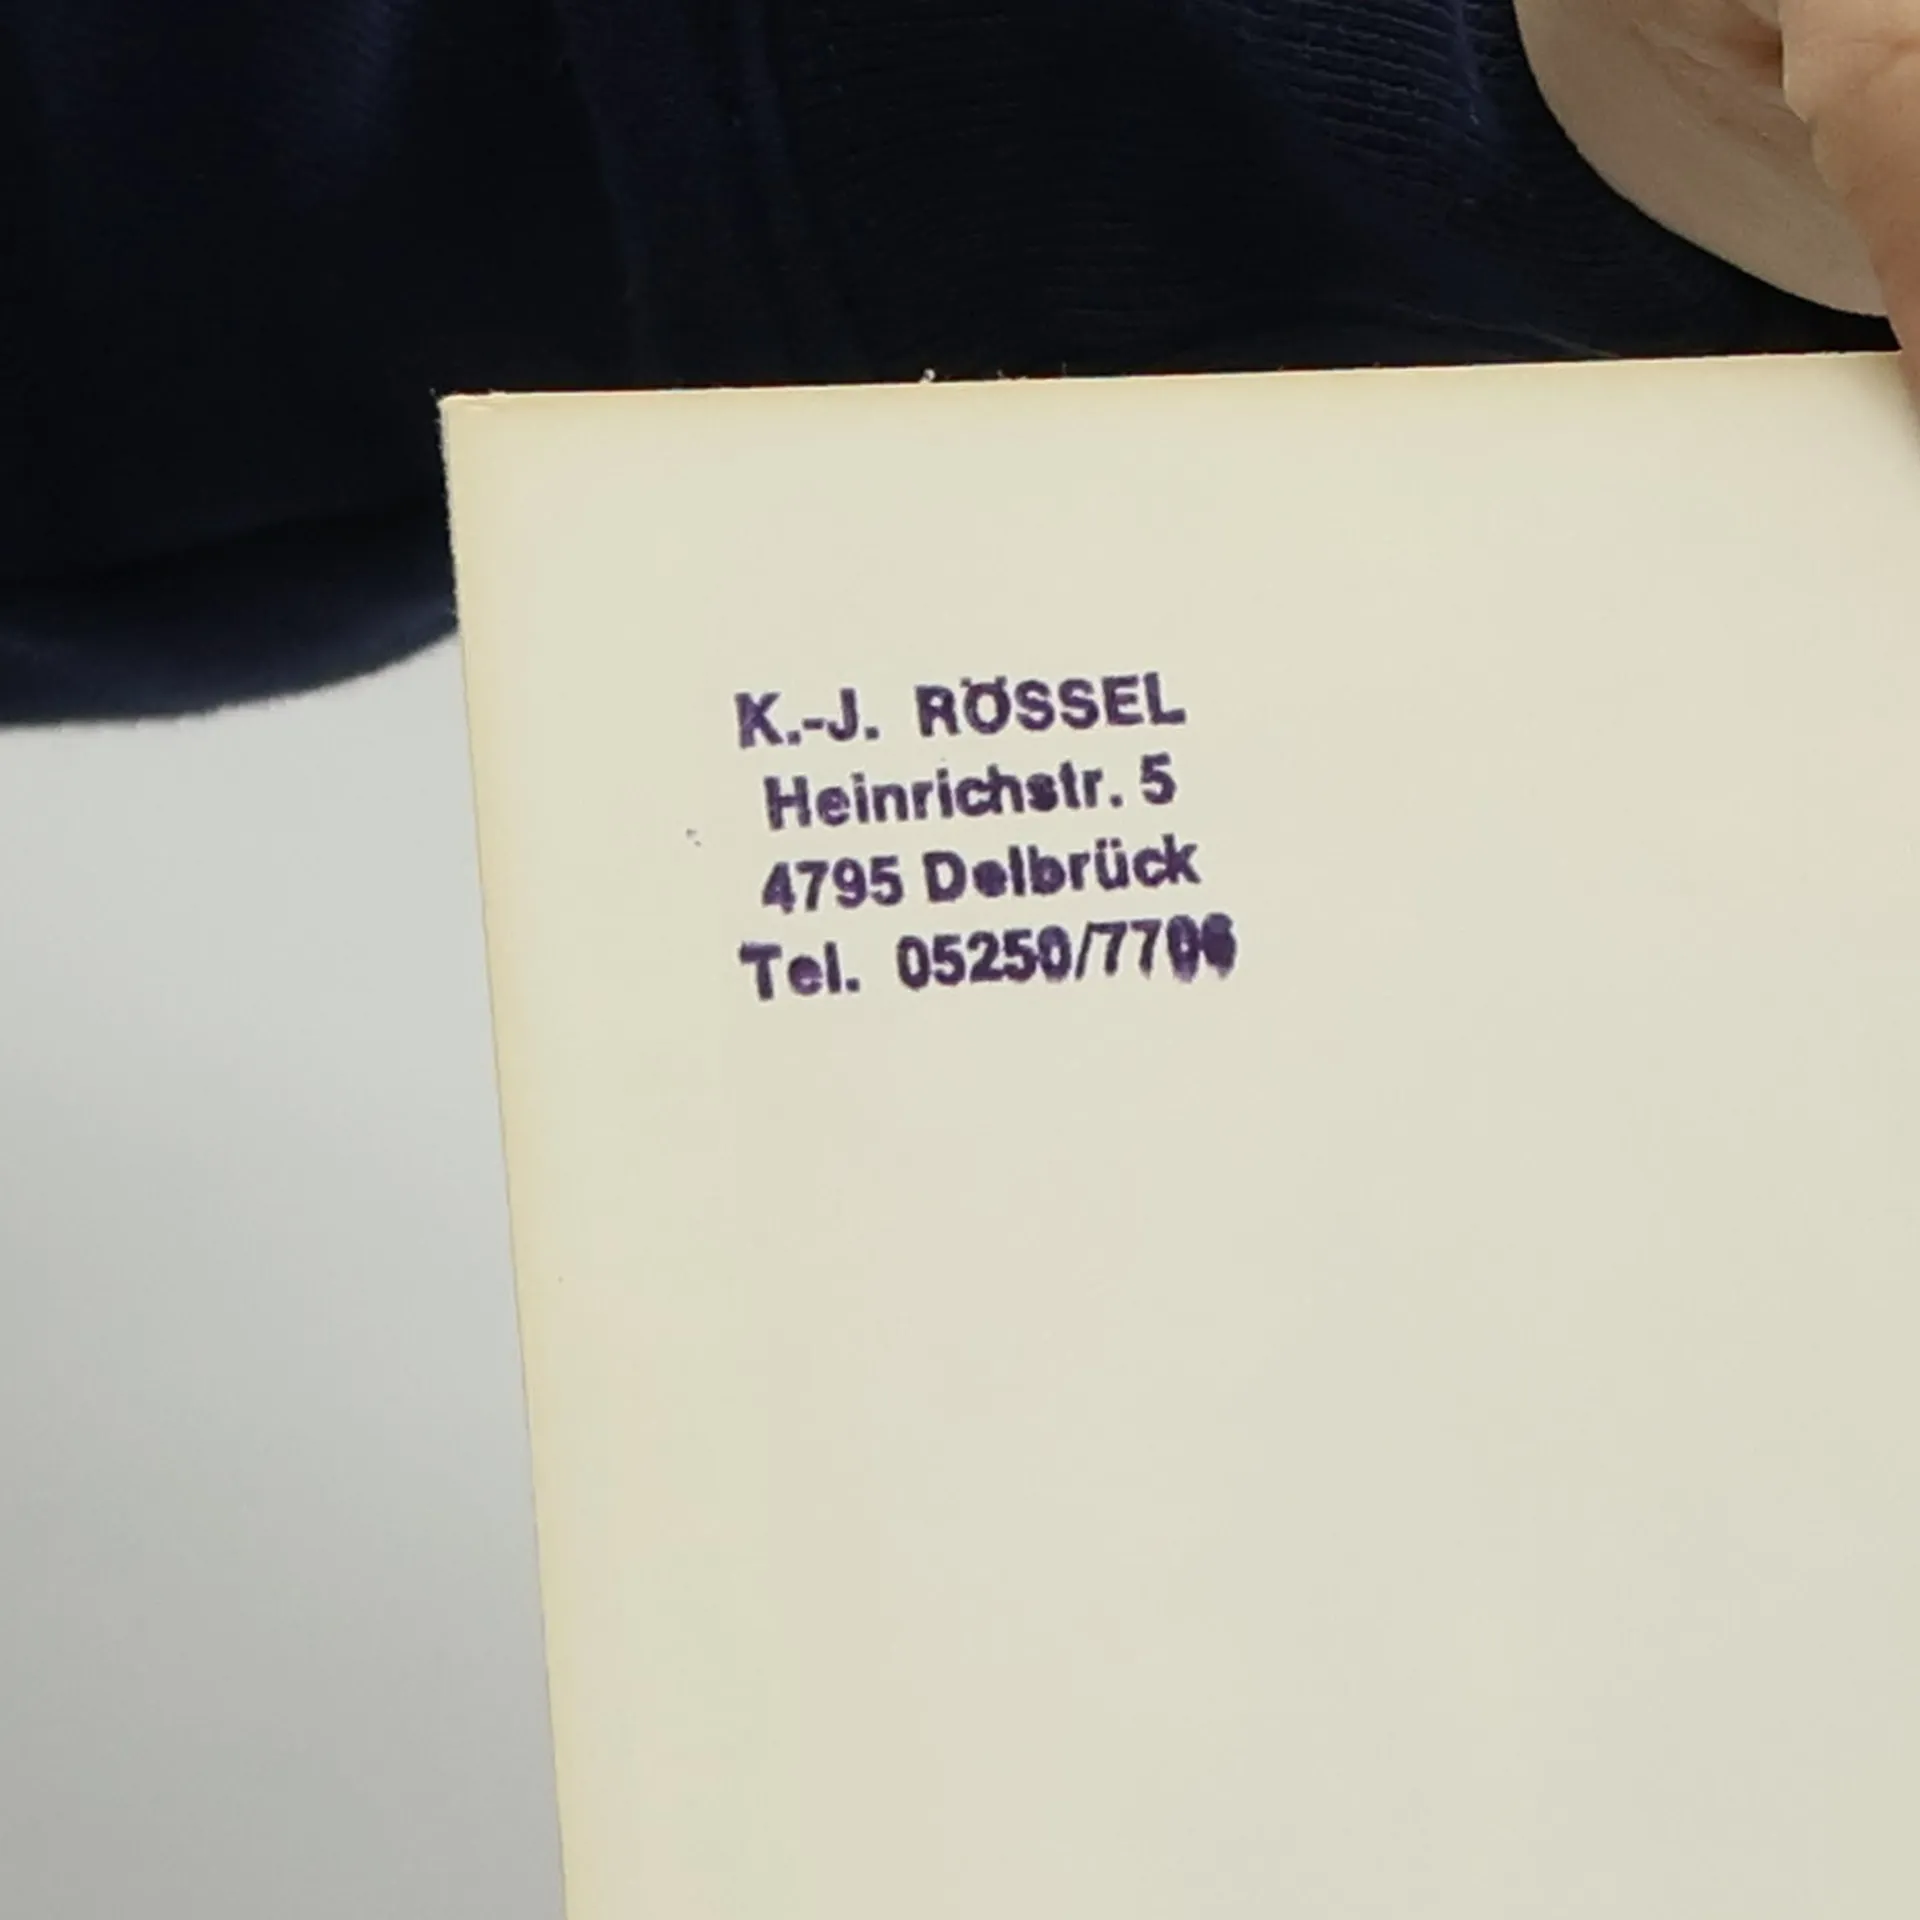 K.-J. RÖSSEL
Heinrichstr. 5
4795 Delbrück
Tel. 05250/7706